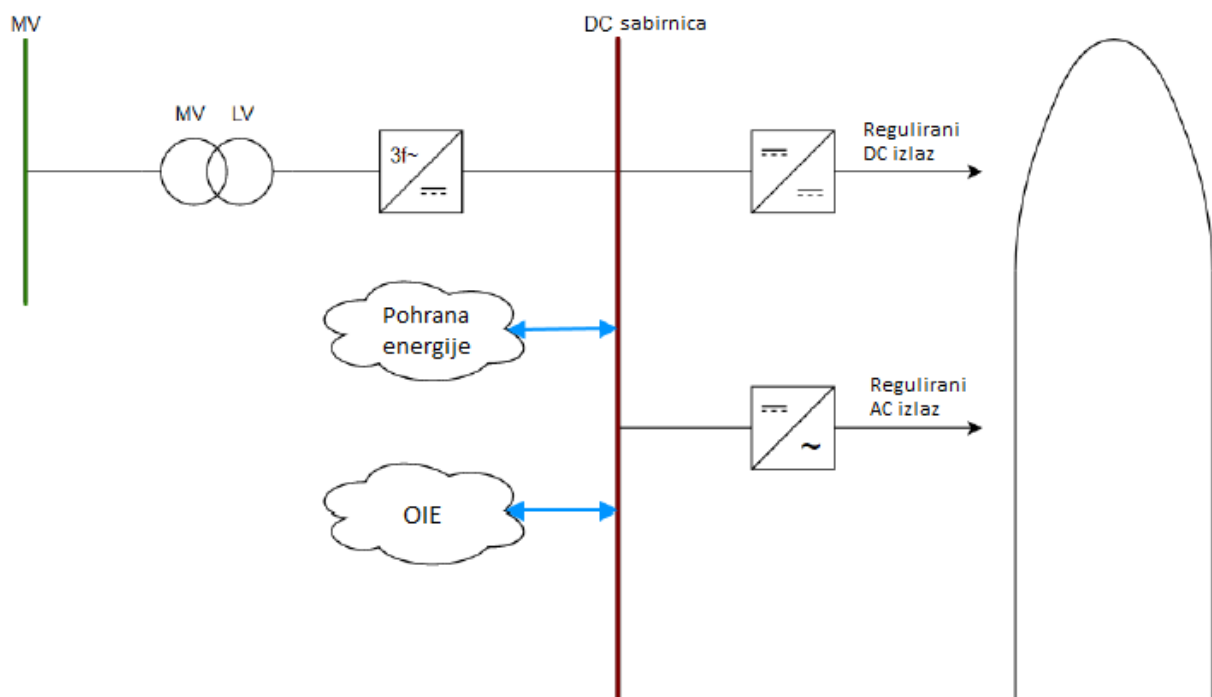 MV
DC sabirnica
MV
LV
3f~
Regulirani
DC izlaz
Pohrana
energije
Regulirani
AC izlaz
~
OIE